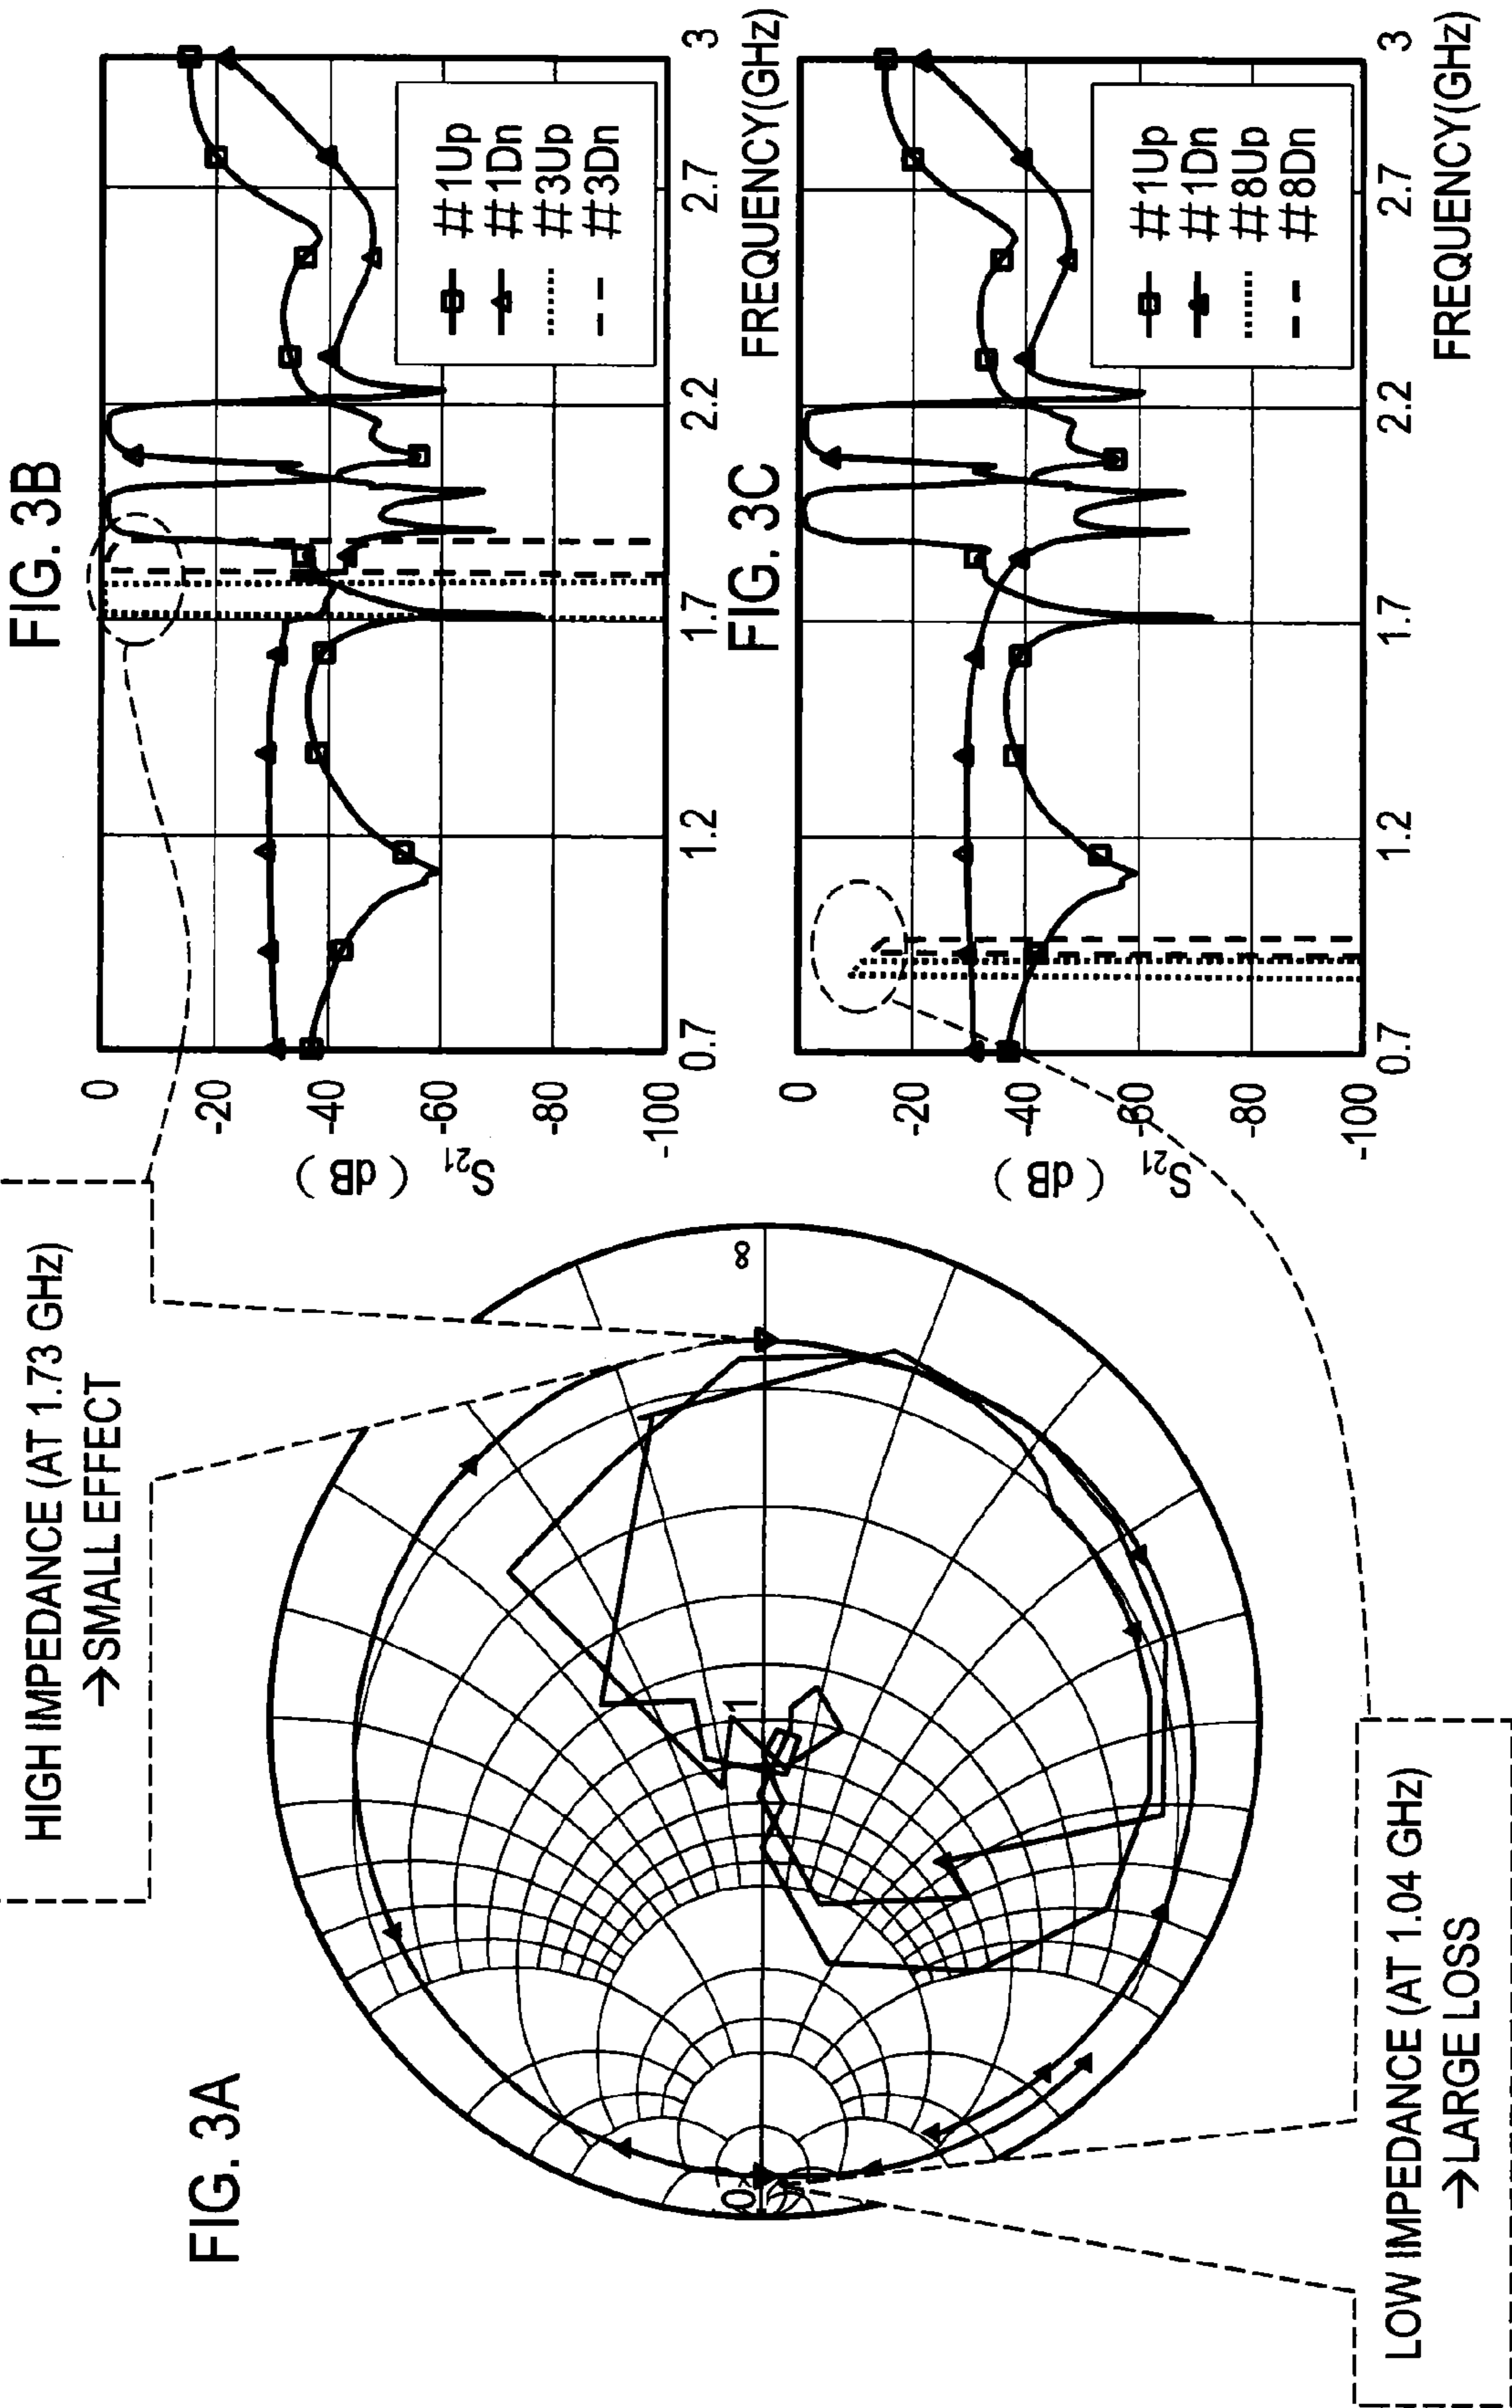 FIG. 3A
HIGH IMPEDANCE (AT 1.73 GHz)
→SMALL EFFECT
0
1
∞
LOW IMPEDANCE (AT 1.04 GHz)
→LARGE LOSS
FIG. 3B
0
-20
-40
-60
-80
-100
S21
( dB )
0.7
1.2
1.7
2.2
2.7
3
FREQUENCY(GHz)
#1Up
#1Dn
#3Up
#3Dn
FIG. 3C
0
-20
-40
-60
-80
-100
S21
( dB )
0.7
1.2
1.7
2.2
2.7
3
FREQUENCY(GHz)
#1Up
#1Dn
#8Up
#8Dn